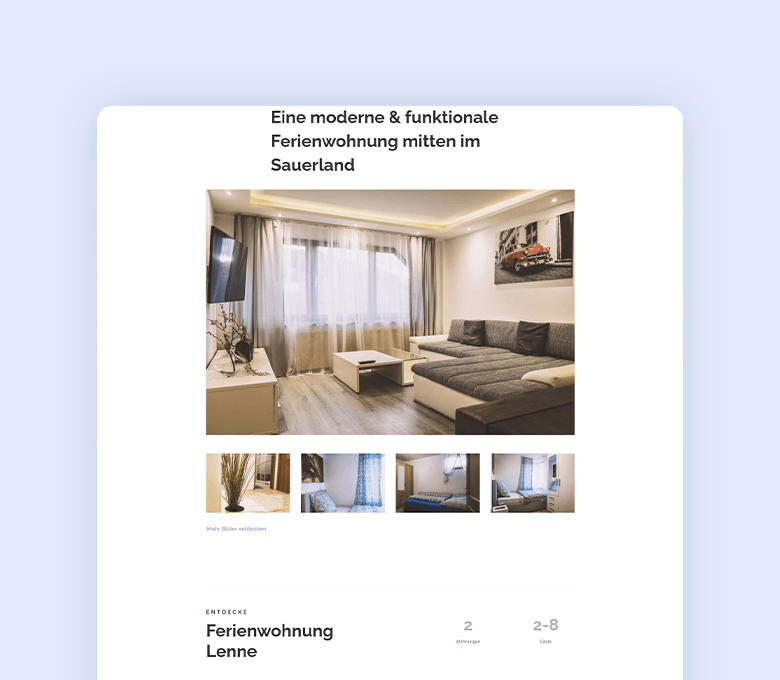 Eine moderne & funktionale
Ferienwohnung mitten im
Sauerland
Mehr Bilder entdecken
ENTDECKE
Ferienwohnung
Lenne
2
Wohnungen
2-8
Gäste